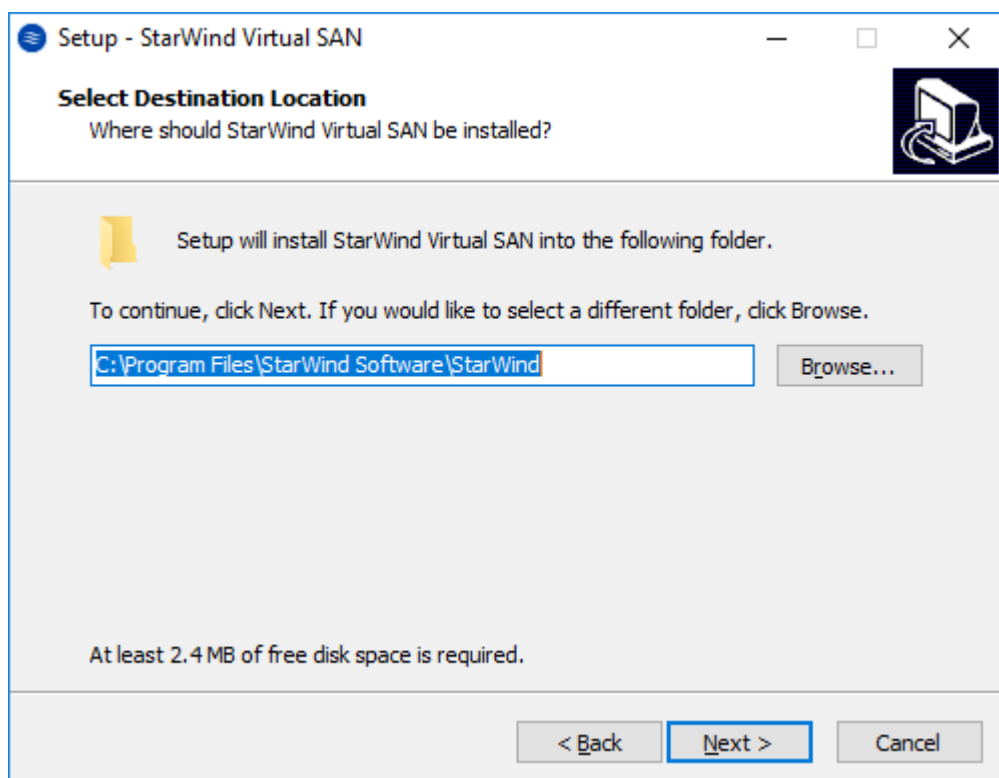 Setup - StarWind Virtual SAN
Select Destination Location
Where should StarWind Virtual SAN be installed?
Setup will install StarWind Virtual SAN into the following folder.
To continue, click Next. If you would like to select a different folder, click Browse.
C:\Program Files\StarWind Software\StarWind
Browse...
At least 2.4 MB of free disk space is required.
< Back
Next >
Cancel